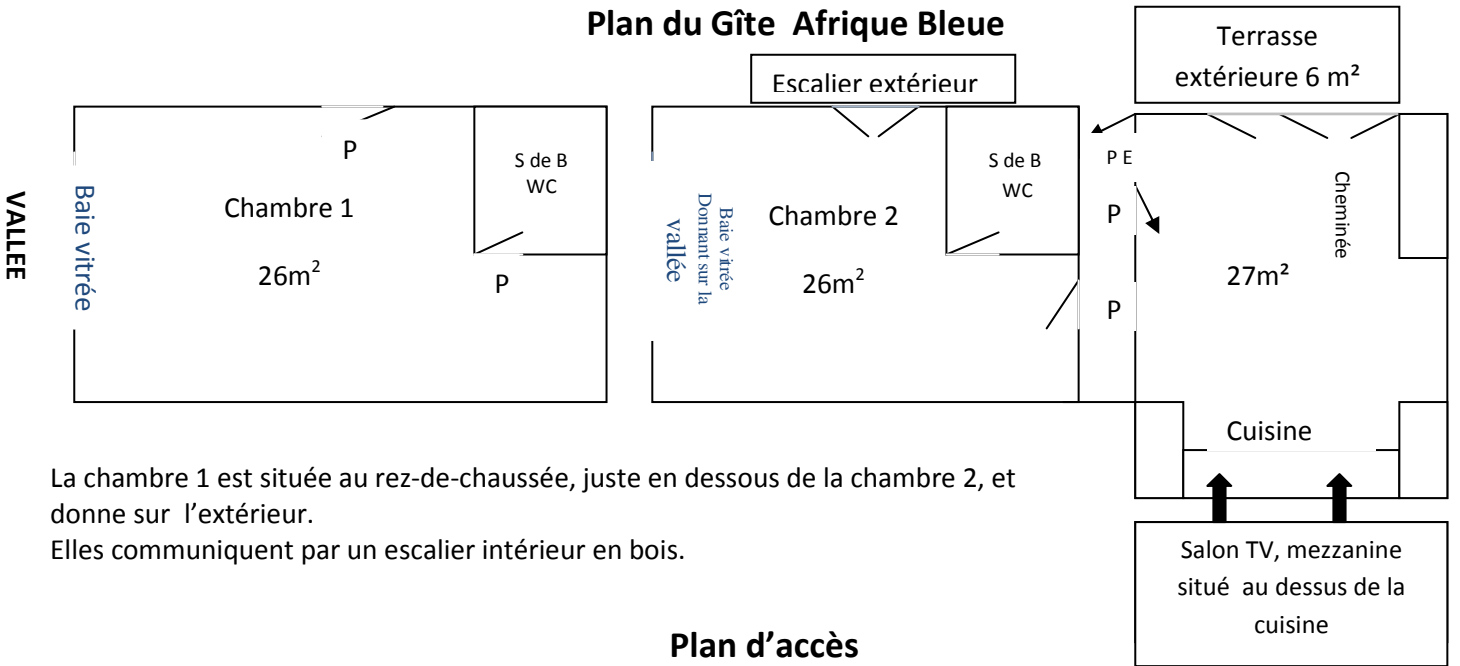 Plan du Gîte Afrique Bleue
Terrasse
extérieure 6 m²
Escalier extérieur
VALLEE
Baie vitrée
P
Chambre 1
26m²
S de B
WC
P
Baie vitrée
Donnant sur la
vallée
Chambre 2
26m²
S de B
WC
P E
P
P
Cheminée
27m²
Cuisine
La chambre 1 est située au rez-de-chaussée, juste en dessous de la chambre 2, et
donne sur l’extérieur.
Elles communiquent par un escalier intérieur en bois.
Salon TV, mezzanine
situé au dessus de la
cuisine
Plan d’accès